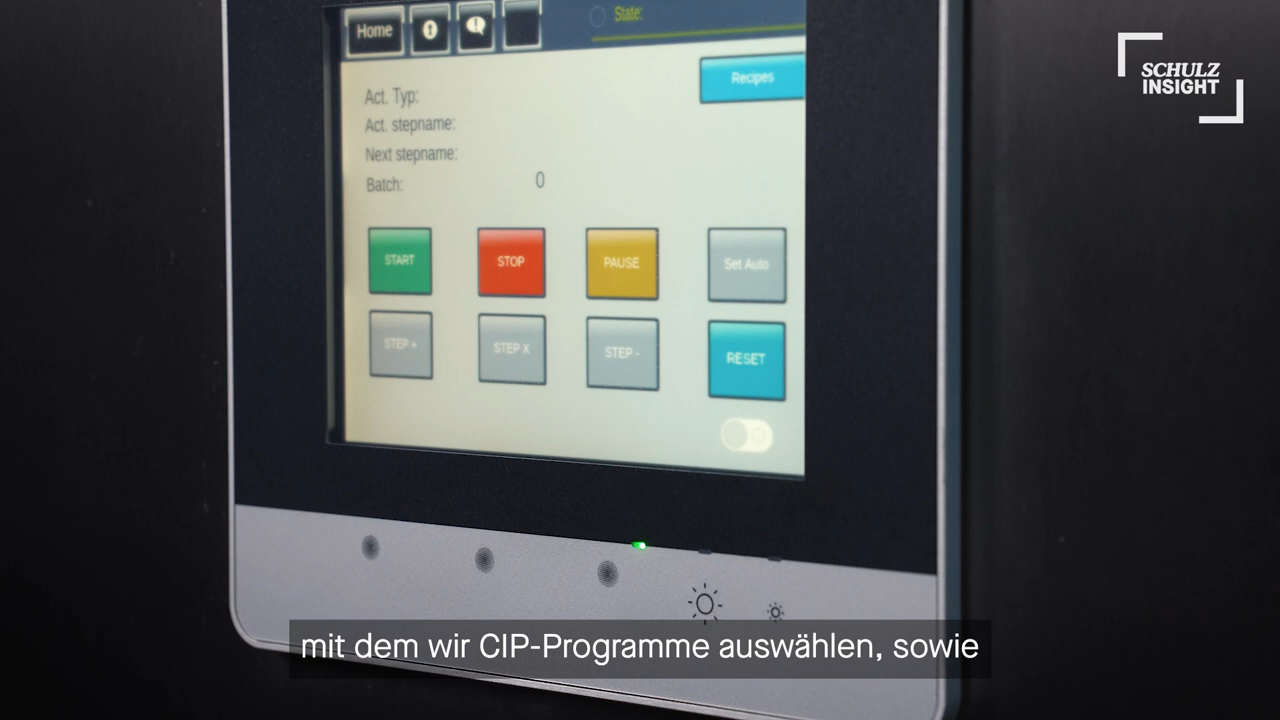 Home
State:
SCHULZ
INSIGHT
Recipes
Act. Typ:
Act. stepname:
Next stepname:
Batch: 0
START STOP PAUSE Set Auto
STEP + STEP X STEP - RESET
mit dem wir CIP-Programme auswählen, sowie